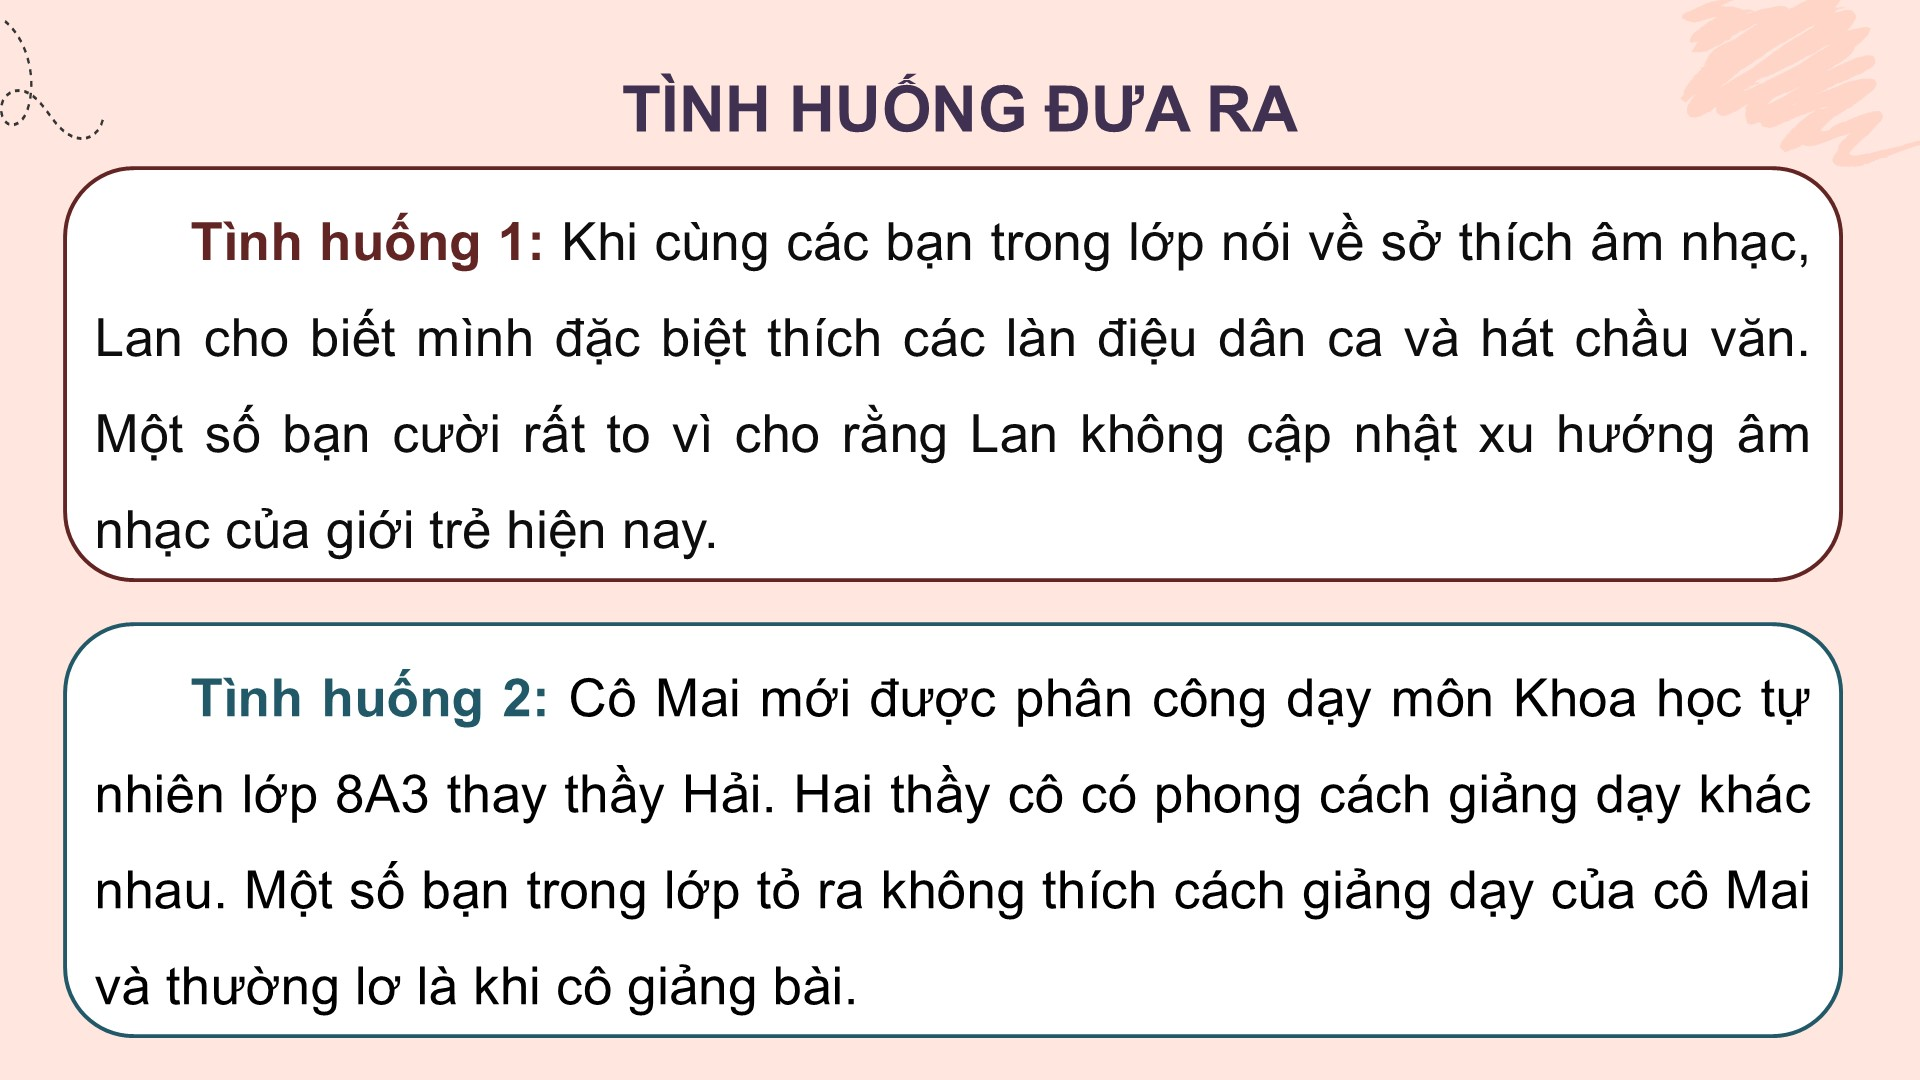 TÌNH HUỐNG ĐƯA RA
Tình huống 1: Khi cùng các bạn trong lớp nói về sở thích âm nhạc,
Lan cho biết mình đặc biệt thích các làn điệu dân ca và hát chầu văn.
Một số bạn cười rất to vì cho rằng Lan không cập nhật xu hướng âm
nhạc của giới trẻ hiện nay.
Tình huống 2: Cô Mai mới được phân công dạy môn Khoa học tự
nhiên lớp 8A3 thay thầy Hải. Hai thầy cô có phong cách giảng dạy khác
nhau. Một số bạn trong lớp tỏ ra không thích cách giảng dạy của cô Mai
và thường lơ là khi cô giảng bài.